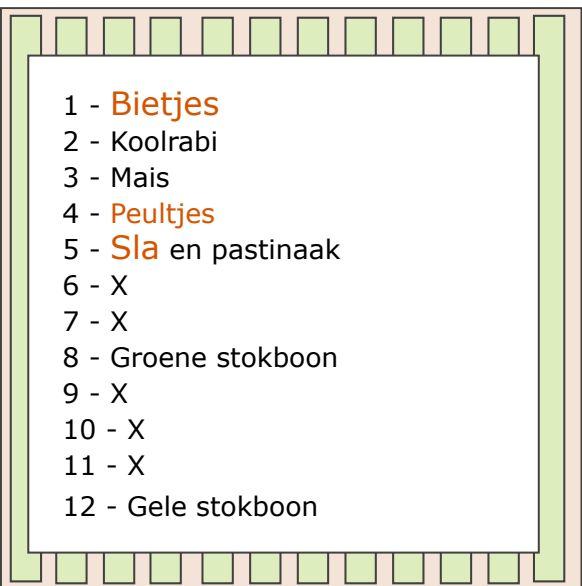 1 - Bietjes
2 - Koolrabi
3 - Mais
4 - Peultjes
5 - Sla en pastinaak
6 - X
7 - X
8 - Groene stokboon
9 - X
10 - X
11 - X
12 - Gele stokboon